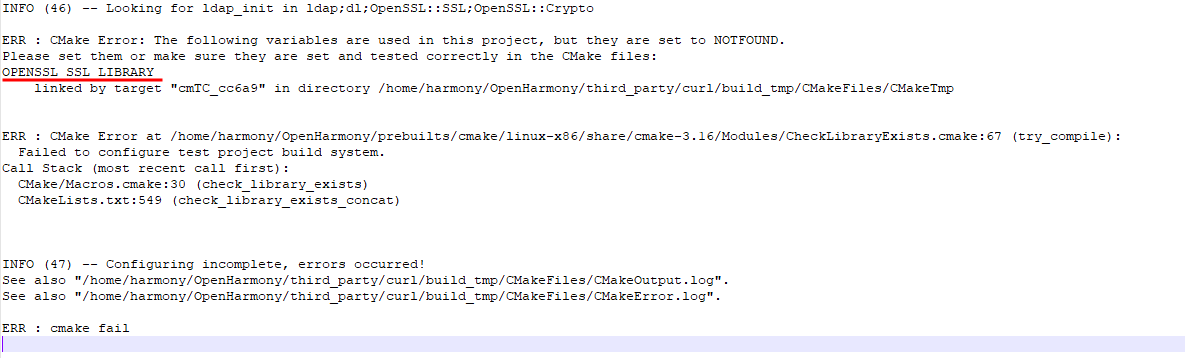 INFO (46) -- Looking for ldap_init in ldap;dl;OpenSSL::SSL;OpenSSL::Crypto
ERR : CMake Error: The following variables are used in this project, but they are set to NOTFOUND.
Please set them or make sure they are set and tested correctly in the CMake files:
OPENSSL_SSL_LIBRARY
linked by target "cmTC_cc6a9" in directory /home/harmony/OpenHarmony/third_party/curl/build_tmp/CMakeFiles/CMakeTmp
ERR : CMake Error at /home/harmony/OpenHarmony/prebuilts/cmake/linux-x86/share/cmake-3.16/Modules/CheckLibraryExists.cmake:67 (try_compile):
Failed to configure test project build system.
Call Stack (most recent call first):
CMake/Macros.cmake:30 (check_library_exists)
CMakeLists.txt:549 (check_library_exists_concat)
INFO (47) -- Configuring incomplete, errors occurred!
See also "/home/harmony/OpenHarmony/third_party/curl/build_tmp/CMakeFiles/CMakeOutput.log".
See also "/home/harmony/OpenHarmony/third_party/curl/build_tmp/CMakeFiles/CMakeError.log".
ERR : cmake fail